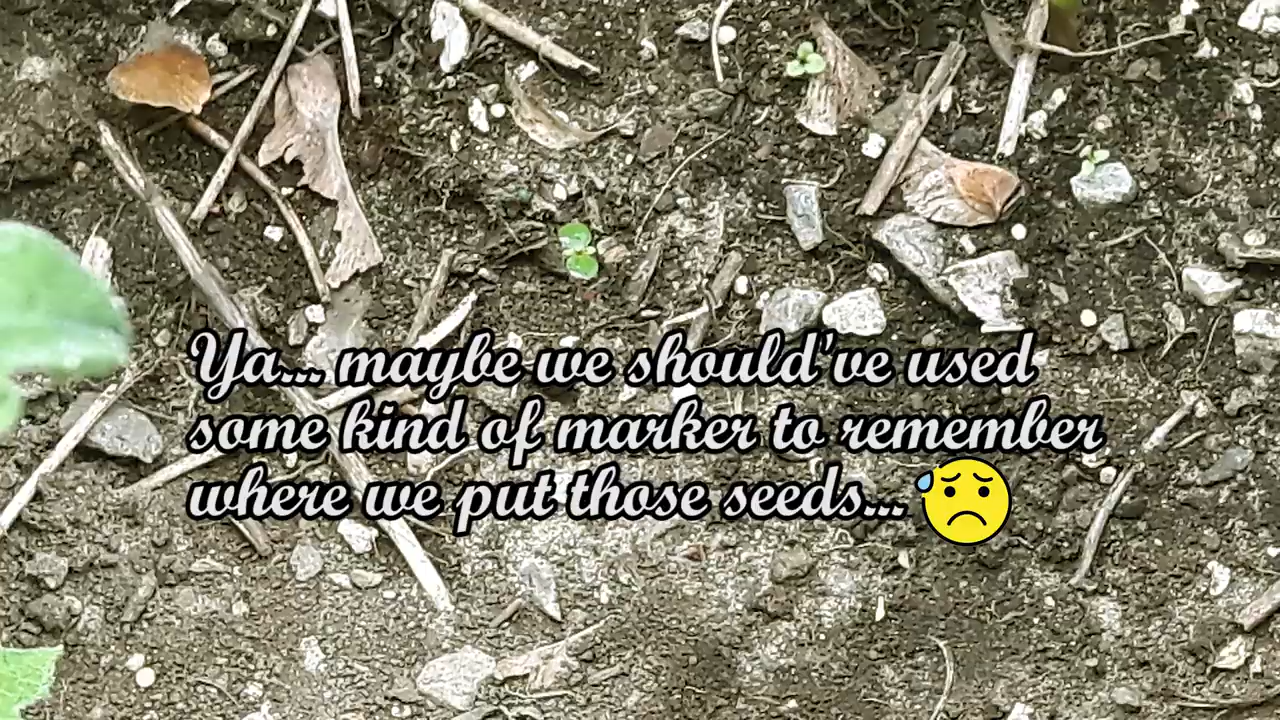 Ya... maybe we should've used
some kind of marker to remember
where we put those seeds... 😥